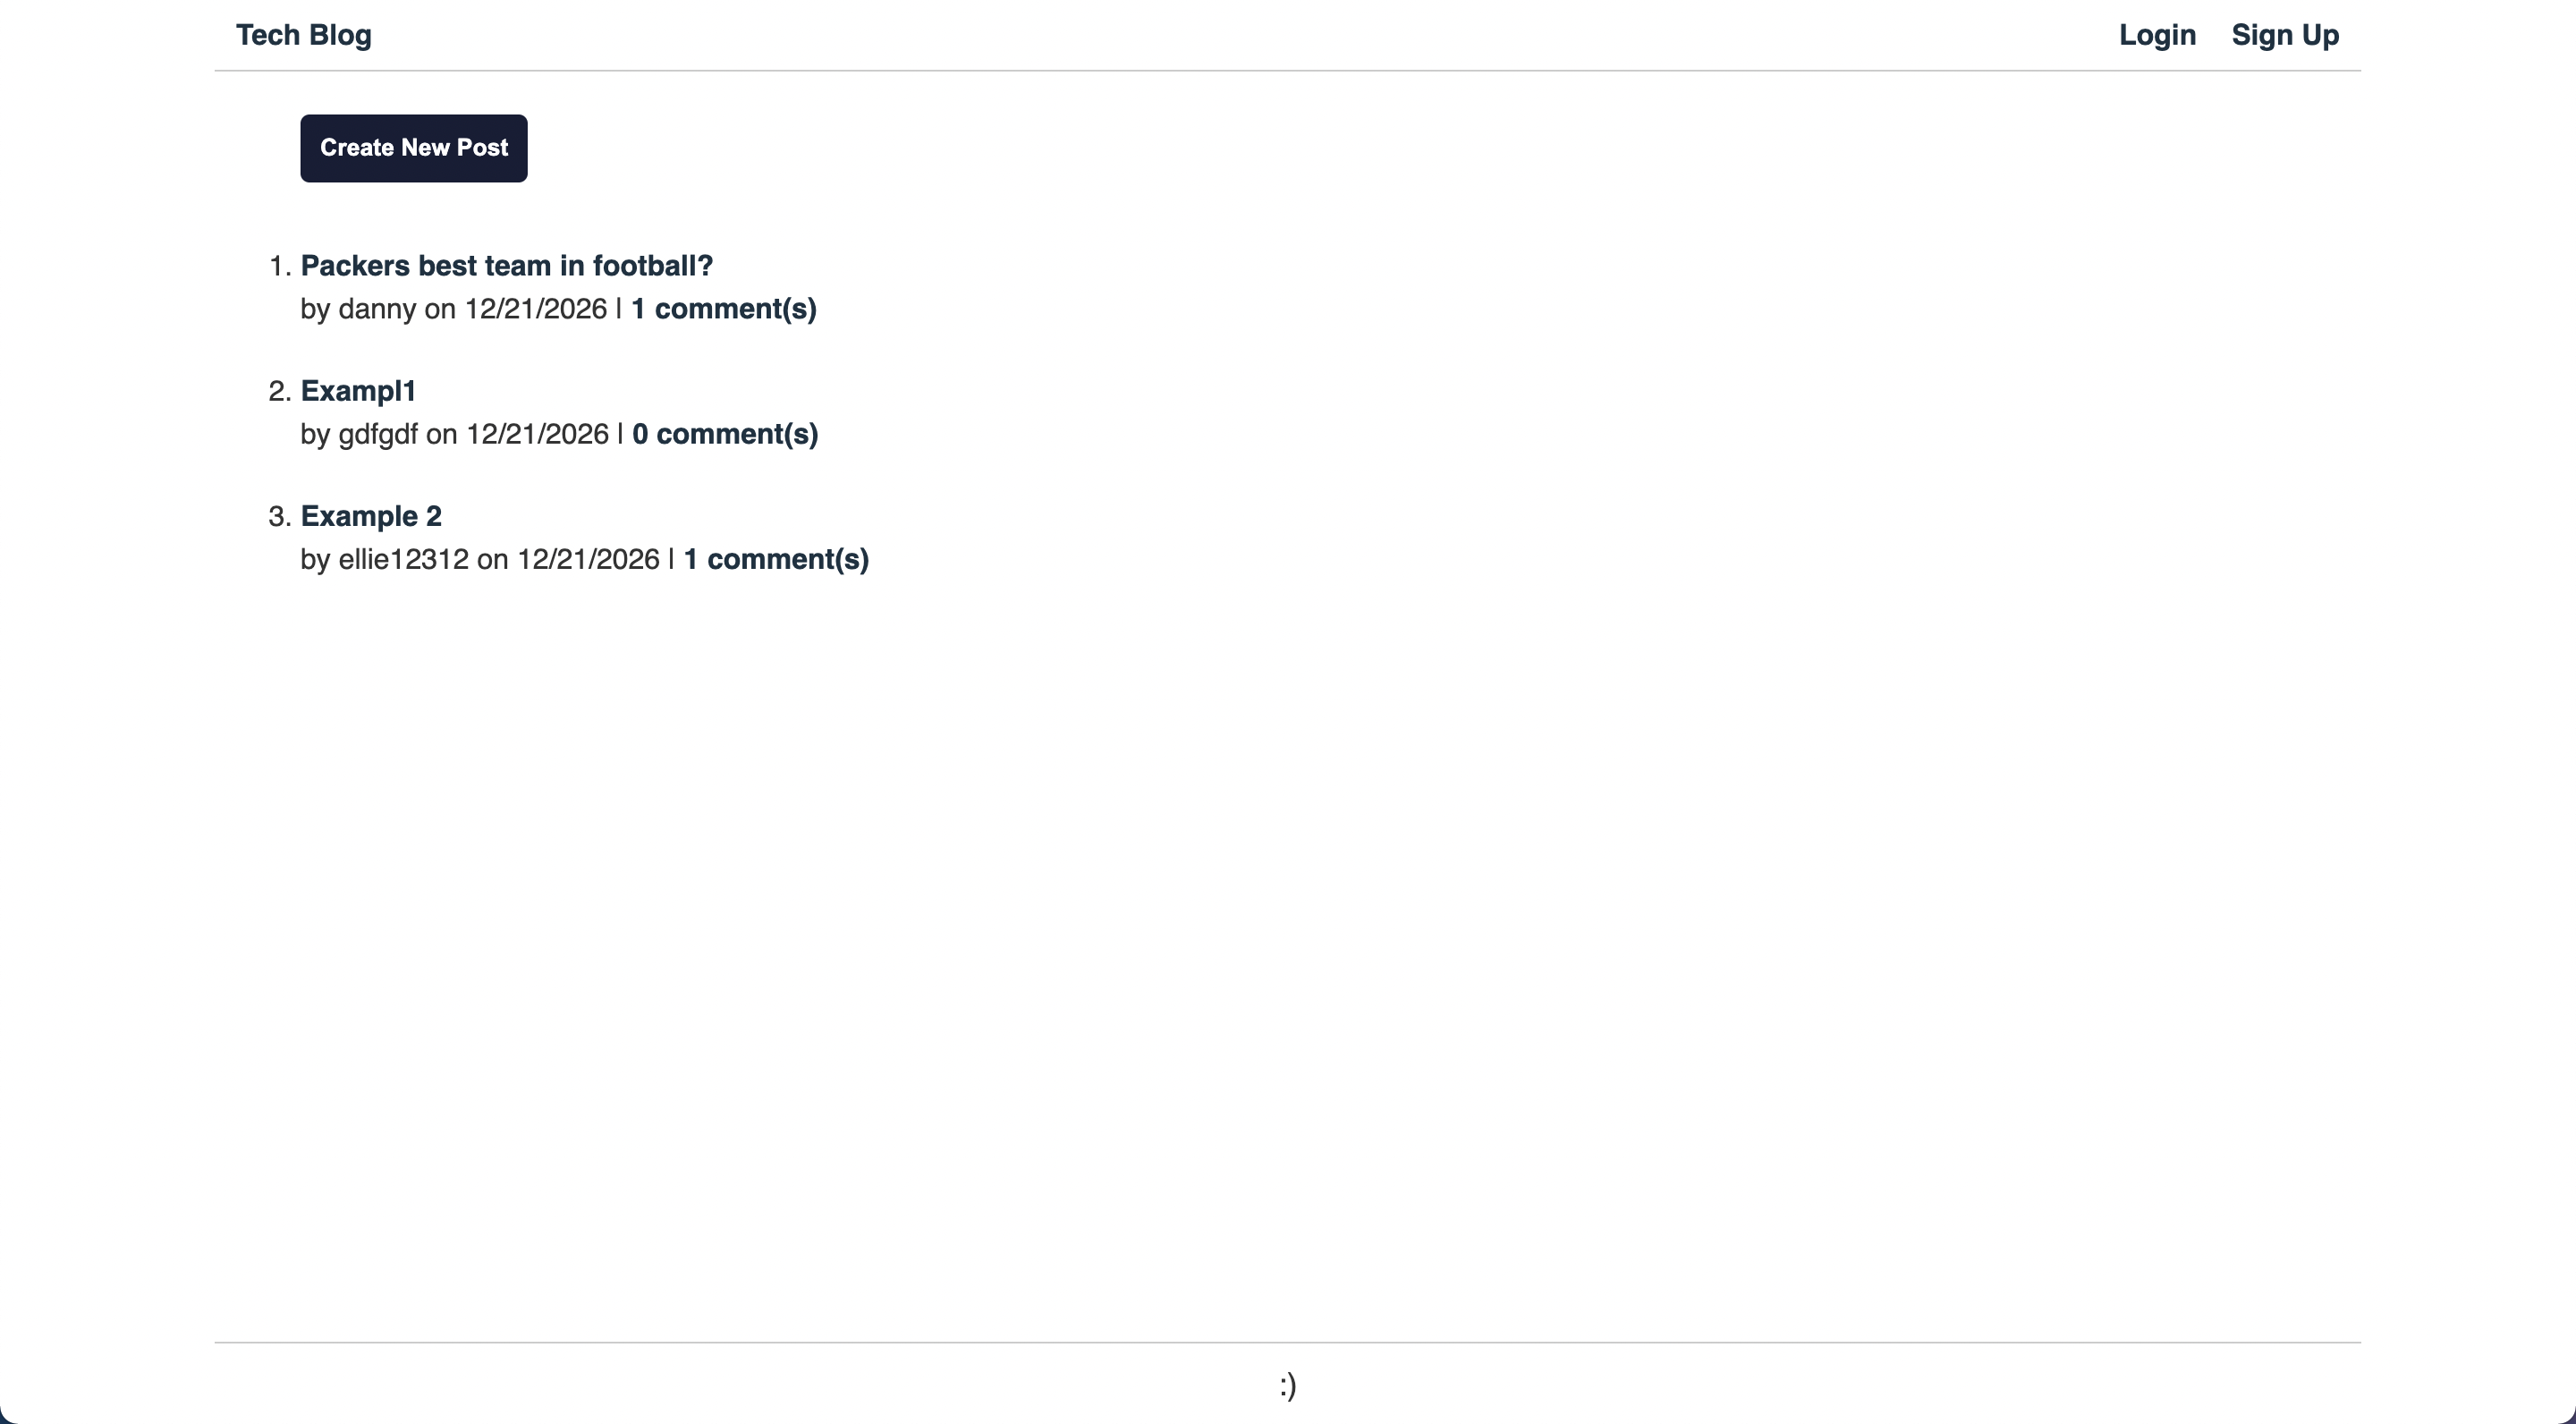 Tech Blog
Login Sign Up
Create New Post
1. Packers best team in football?
by danny on 12/21/2026 | 1 comment(s)
2. Exampl1
by gdfgdf on 12/21/2026 | 0 comment(s)
3. Example 2
by ellie12312 on 12/21/2026 | 1 comment(s)
:)